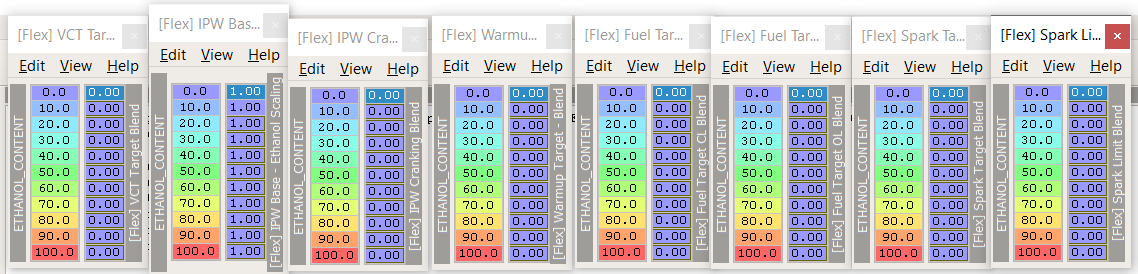 [Flex] VCT Tar...
Edit View Help
ETHANOL_CONTENT
0.0 0.00
10.0 0.00
20.0 0.00
30.0 0.00
40.0 0.00
50.0 0.00
60.0 0.00
70.0 0.00
80.0 0.00
90.0 0.00
100.0 0.00
[Flex] VCT Target Blend
[Flex] IPW Bas...
Edit View Help
ETHANOL_CONTENT
0.0 1.00
10.0 1.00
20.0 1.00
30.0 1.00
40.0 1.00
50.0 1.00
60.0 1.00
70.0 1.00
80.0 1.00
90.0 1.00
100.0 1.00
[Flex] IPW Base - Ethanol Scaling
[Flex] IPW Cra...
Edit View Help
ETHANOL_CONTENT
0.0 0.00
10.0 0.00
20.0 0.00
30.0 0.00
40.0 0.00
50.0 0.00
60.0 0.00
70.0 0.00
80.0 0.00
90.0 0.00
100.0 0.00
[Flex] IPW Cranking Blend
[Flex] Warmu...
Edit View Help
ETHANOL_CONTENT
0.0 0.00
10.0 0.00
20.0 0.00
30.0 0.00
40.0 0.00
50.0 0.00
60.0 0.00
70.0 0.00
80.0 0.00
90.0 0.00
100.0 0.00
[Flex] Warmup Target - Blend
[Flex] Fuel Tar...
Edit View Help
ETHANOL_CONTENT
0.0 0.00
10.0 0.00
20.0 0.00
30.0 0.00
40.0 0.00
50.0 0.00
60.0 0.00
70.0 0.00
80.0 0.00
90.0 0.00
100.0 0.00
[Flex] Fuel Target CL Blend
[Flex] Fuel Tar...
Edit View Help
ETHANOL_CONTENT
0.0 0.00
10.0 0.00
20.0 0.00
30.0 0.00
40.0 0.00
50.0 0.00
60.0 0.00
70.0 0.00
80.0 0.00
90.0 0.00
100.0 0.00
[Flex] Fuel Target OL Blend
[Flex] Spark Ta...
Edit View Help
ETHANOL_CONTENT
0.0 0.00
10.0 0.00
20.0 0.00
30.0 0.00
40.0 0.00
50.0 0.00
60.0 0.00
70.0 0.00
80.0 0.00
90.0 0.00
100.0 0.00
[Flex] Spark Target Blend
[Flex] Spark Li...
Edit View Help
ETHANOL_CONTENT
0.0 0.00
10.0 0.00
20.0 0.00
30.0 0.00
40.0 0.00
50.0 0.00
60.0 0.00
70.0 0.00
80.0 0.00
90.0 0.00
100.0 0.00
[Flex] Spark Limit Blend